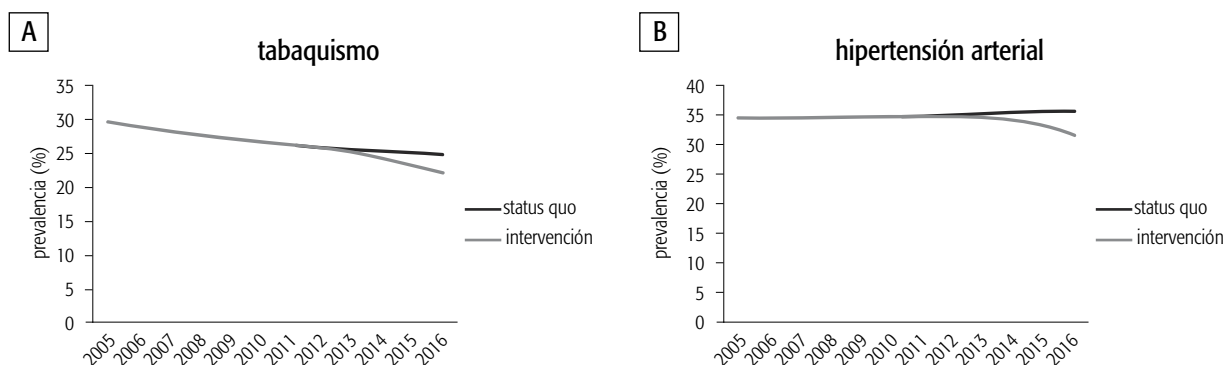 A
tabaquismo
prevalencia (%)
35
30
25
20
15
10
5
0
2005 2006 2007 2008 2009 2010 2011 2012 2013 2014 2015 2016
status quo
intervención
B
hipertensión arterial
prevalencia (%)
40
35
30
25
20
15
10
5
0
2005 2006 2007 2008 2009 2010 2011 2012 2013 2014 2015 2016
status quo
intervención